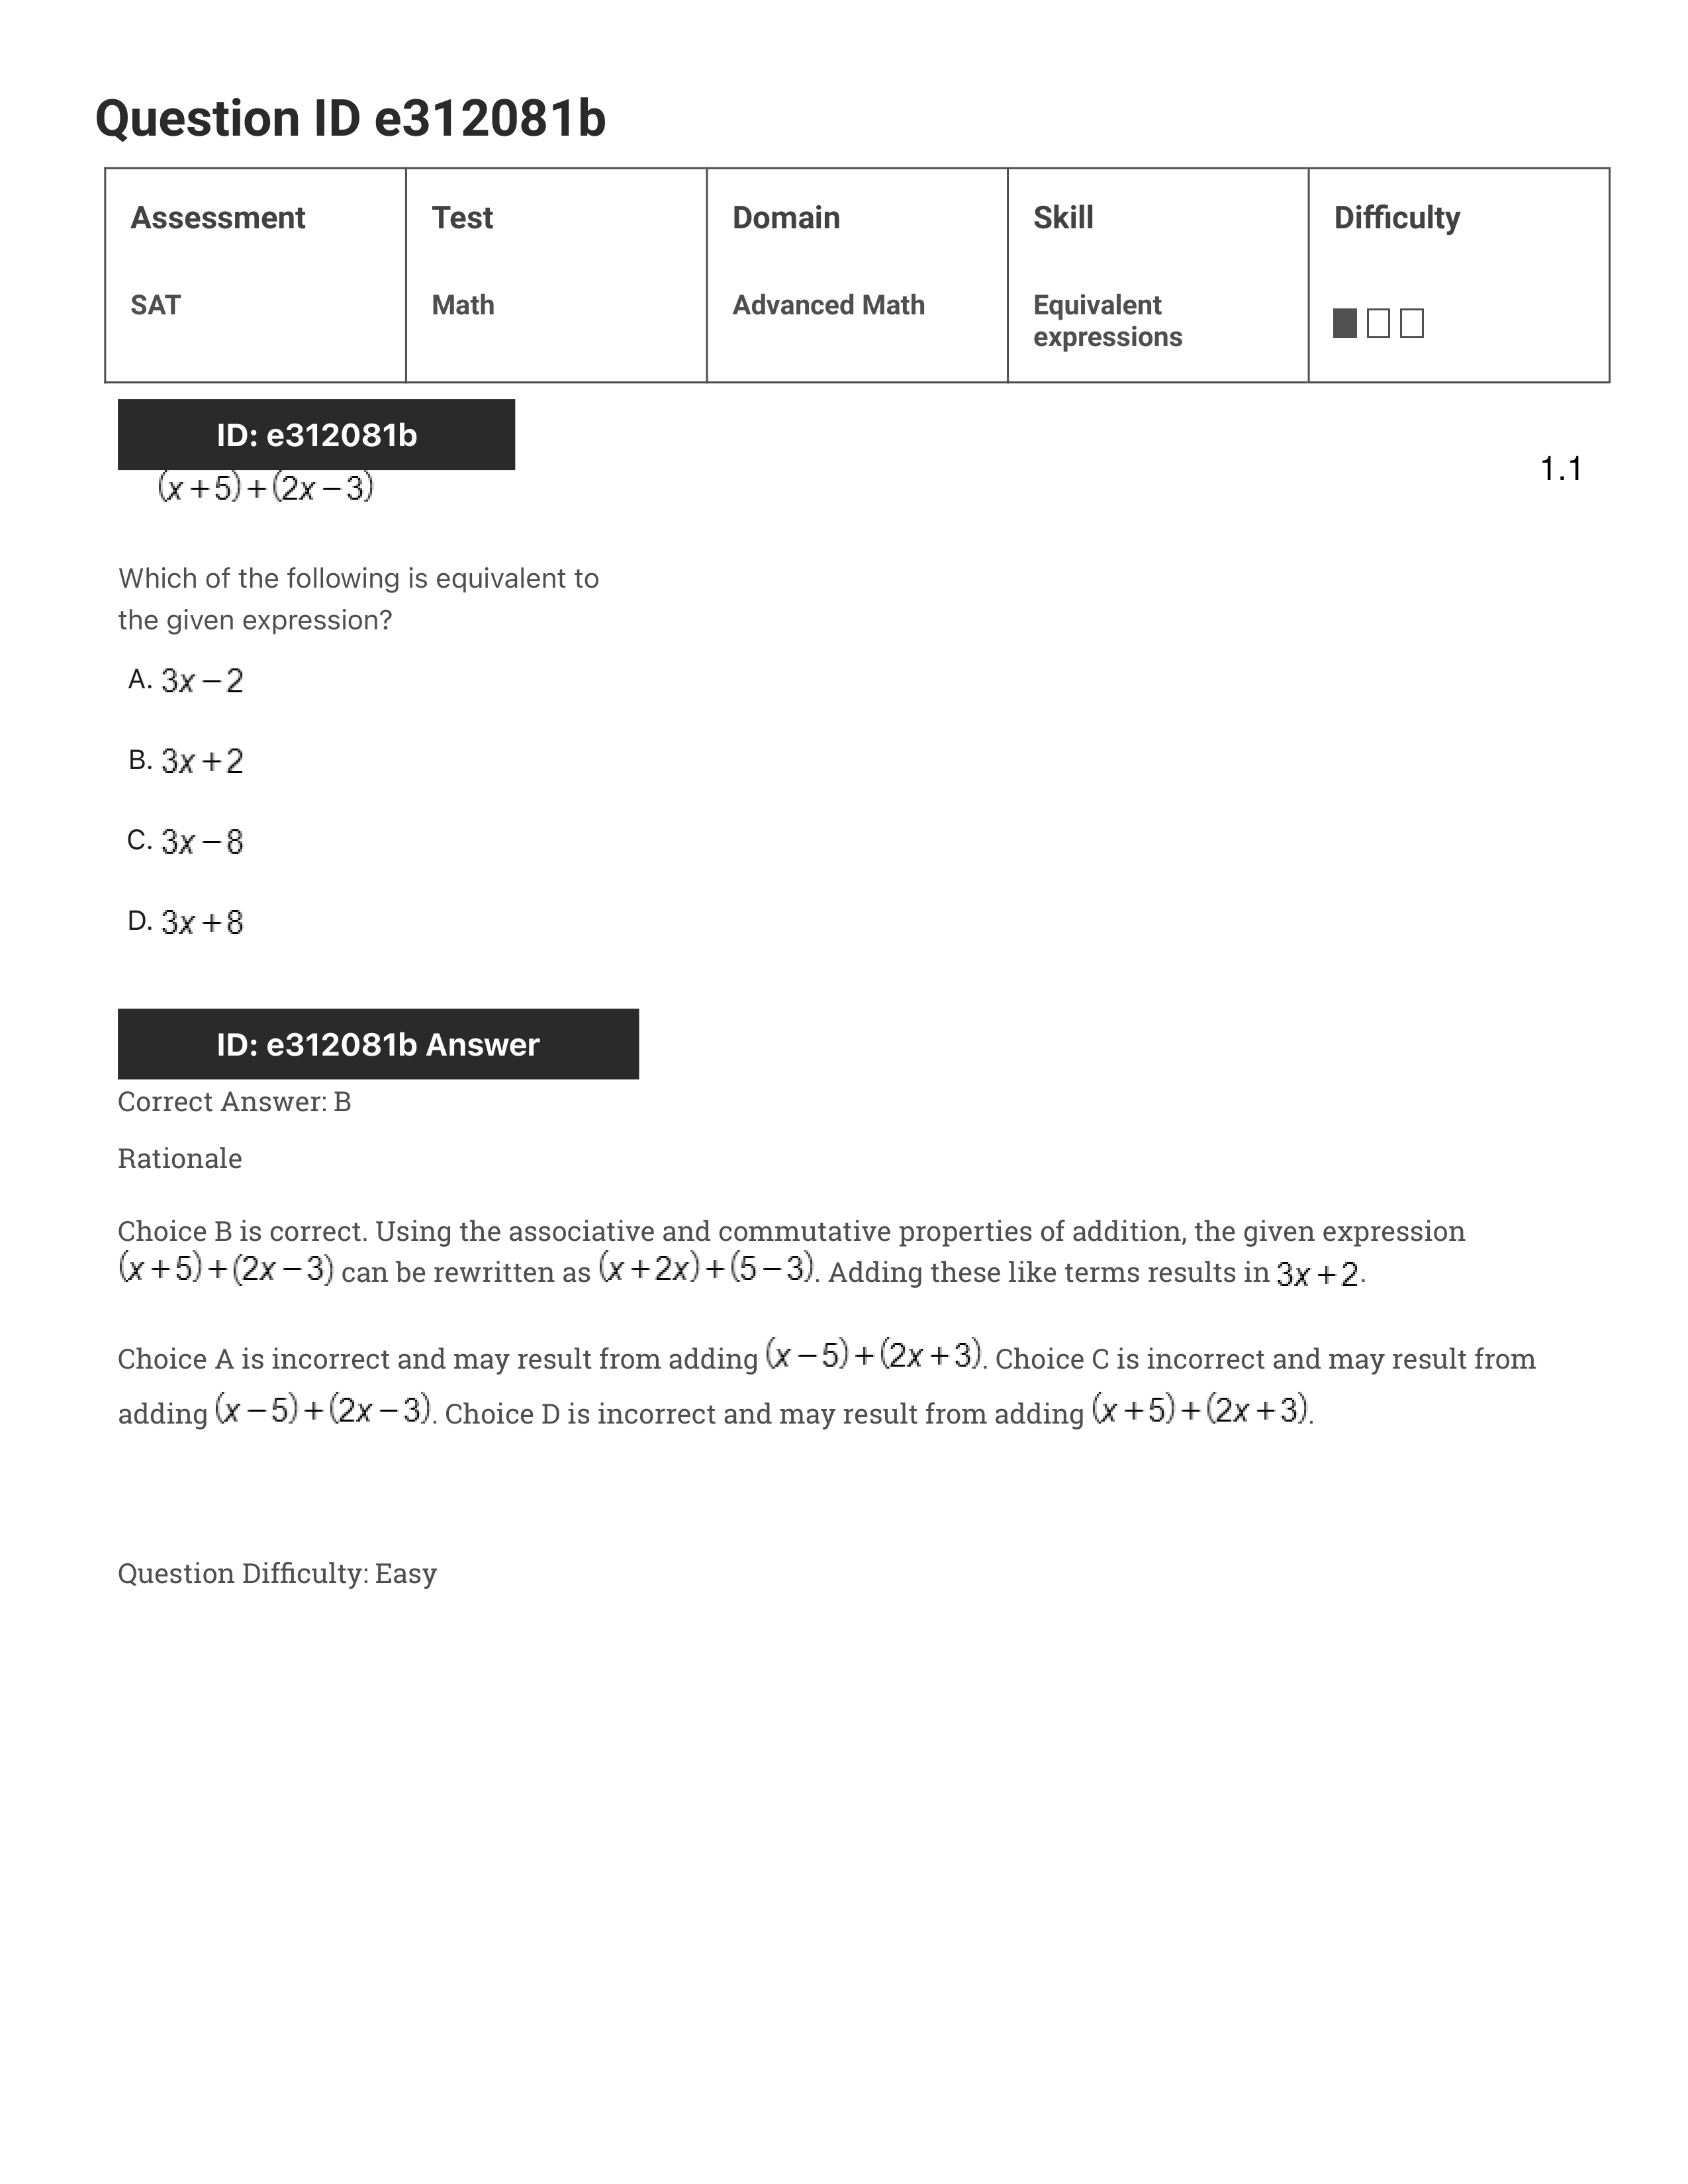 Question ID e312081b
Assessment Test Domain Skill Difficulty
SAT Math Advanced Math Equivalent
expressions
ID: e312081b
1.1
(x+5)+(2x−3)
Which of the following is equivalent to
the given expression?
A. 3x−2
B. 3x+2
C. 3x−8
D. 3x+8
ID: e312081b Answer
Correct Answer: B
Rationale
Choice B is correct. Using the associative and commutative properties of addition, the given expression
(x+5)+(2x−3) can be rewritten as (x+2x)+(5−3). Adding these like terms results in 3x+2.
Choice A is incorrect and may result from adding (x−5)+(2x+3). Choice C is incorrect and may result from
adding (x−5)+(2x−3). Choice D is incorrect and may result from adding (x+5)+(2x+3).
Question Difficulty: Easy